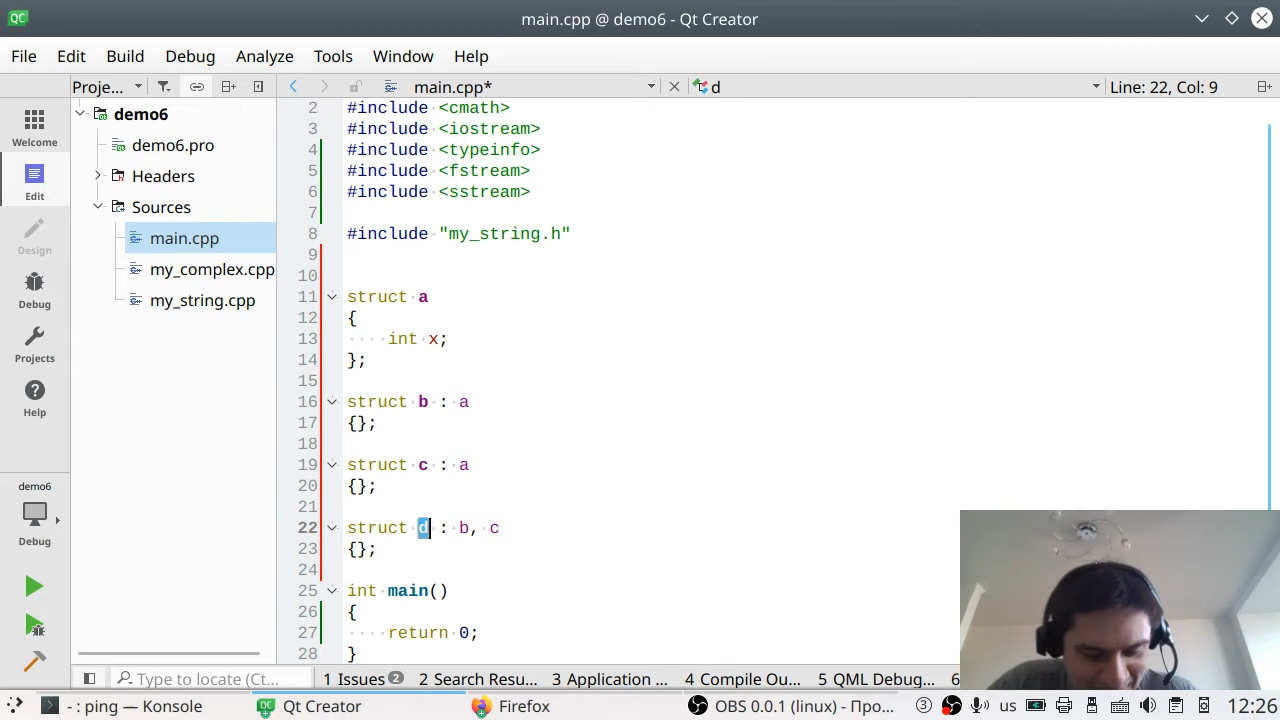 main.cpp @ demo6 - Qt Creator
File Edit Build Debug Analyze Tools Window Help
Proje... main.cpp* d Line: 22, Col: 9
Welcome
Edit
Design
Debug
Projects
Help
demo6
Debug
demo6
demo6.pro
Headers
Sources
main.cpp
my_complex.cpp
my_string.cpp
2 #include <cmath>
3 #include <iostream>
4 #include <typeinfo>
5 #include <fstream>
6 #include <sstream>
7
8 #include "my_string.h"
9
10
11 struct a
12 {
13 int x;
14 };
15
16 struct b : a
17 {};
18
19 struct c : a
20 {};
21
22 struct d : b, c
23 {};
24
25 int main()
26 {
27 return 0;
28 }
Type to locate (Ct... 1 Issues 2 2 Search Resu... 3 Application ... 4 Compile Ou... 5 QML Debug... 6
- : ping — Konsole Qt Creator Firefox OBS 0.0.1 (linux) - Про... 3 us 12:26